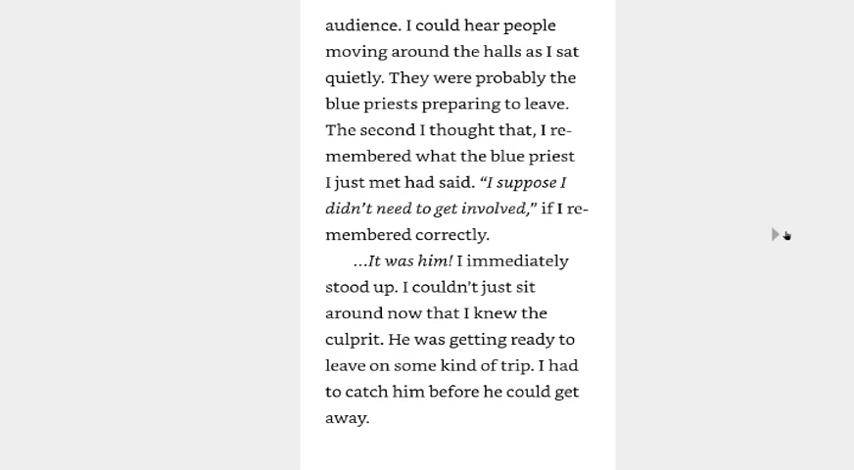 audience. I could hear people
moving around the halls as I sat
quietly. They were probably the
blue priests preparing to leave.
The second I thought that, I re-
membered what the blue priest
I just met had said. “I suppose I
didn’t need to get involved,” if I re-
membered correctly.
...It was him! I immediately
stood up. I couldn’t just sit
around now that I knew the
culprit. He was getting ready to
leave on some kind of trip. I had
to catch him before he could get
away.